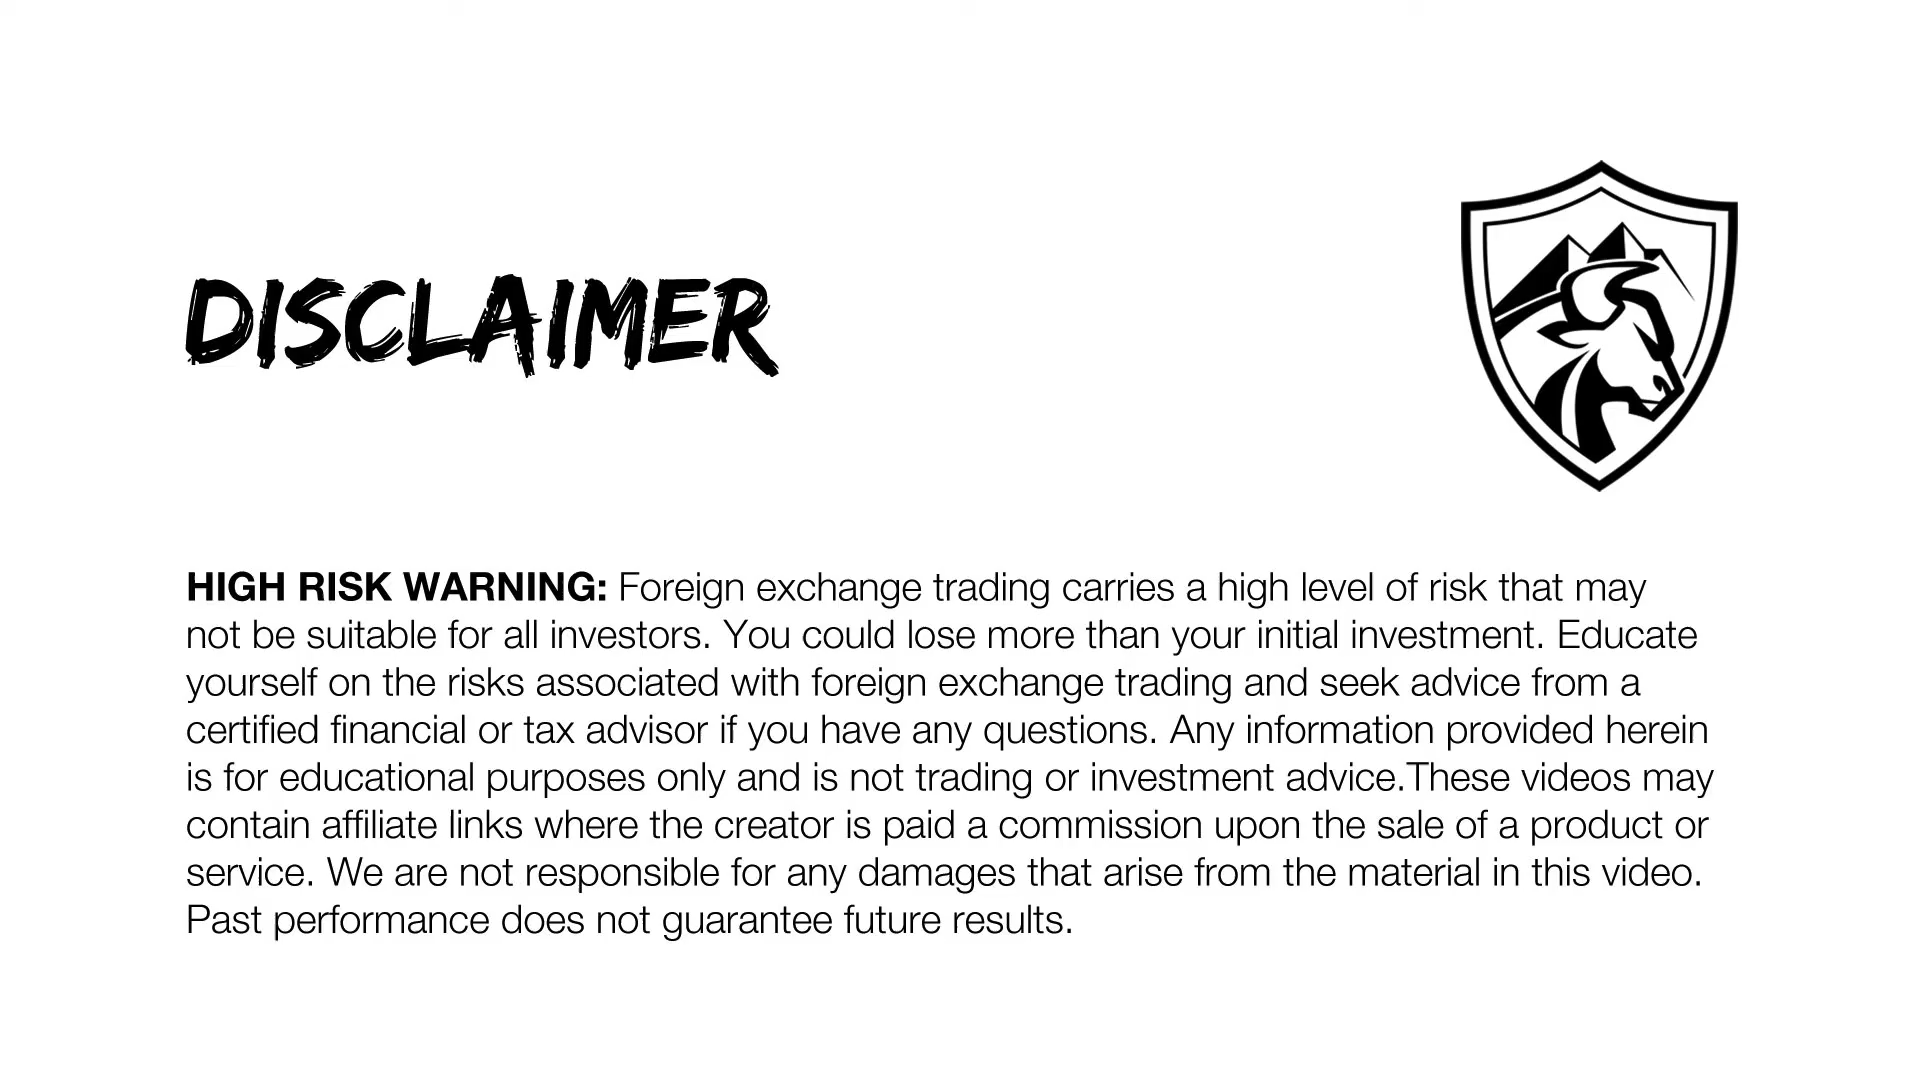 DISCLAIMER
HIGH RISK WARNING: Foreign exchange trading carries a high level of risk that may
not be suitable for all investors. You could lose more than your initial investment. Educate
yourself on the risks associated with foreign exchange trading and seek advice from a
certified financial or tax advisor if you have any questions. Any information provided herein
is for educational purposes only and is not trading or investment advice.These videos may
contain affiliate links where the creator is paid a commission upon the sale of a product or
service. We are not responsible for any damages that arise from the material in this video.
Past performance does not guarantee future results.